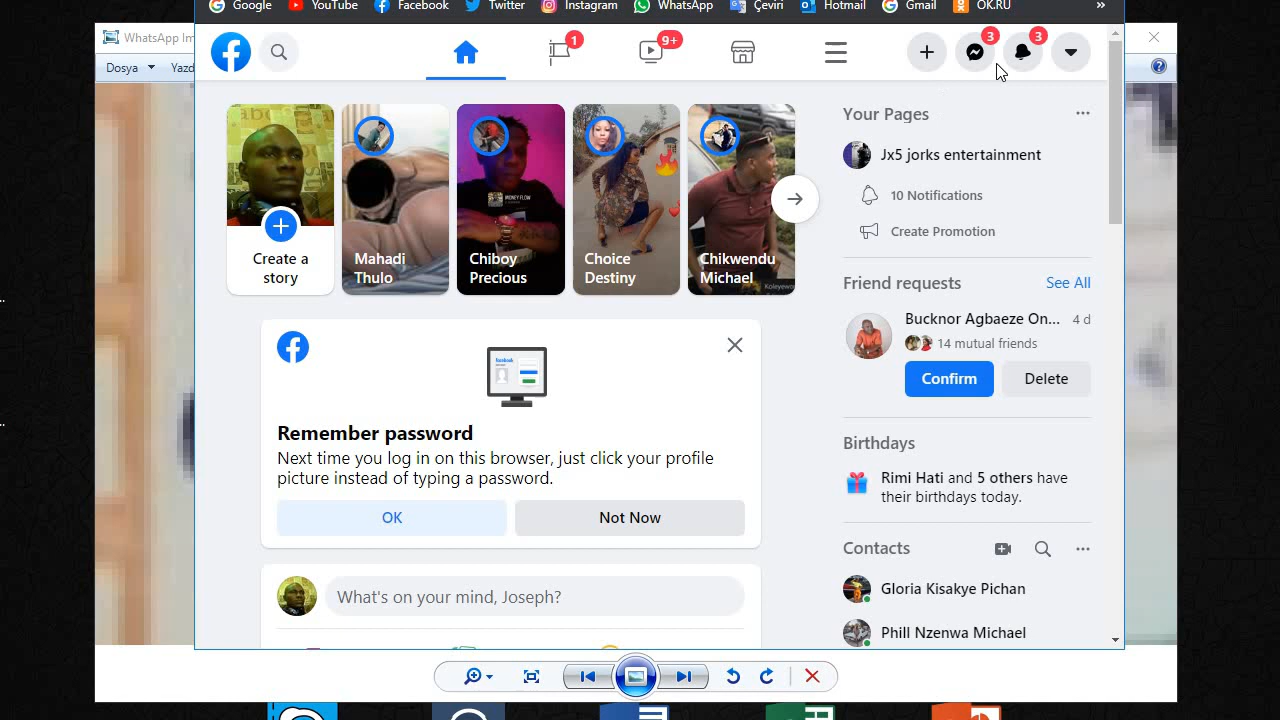 Google
YouTube
Facebook
Twitter
Instagram
WhatsApp
Çeviri
Hotmail
Gmail
OK.RU
»
WhatsApp Im
Dosya
Yazd
1
9+
3
3
Create a
story
Mahadi
Thulo
MONEY FLOW
Chiboy
Precious
Choice
Destiny
Chikwendu
Michael
Your Pages
Jx5 jorks entertainment
10 Notifications
Create Promotion
Friend requests
See All
Bucknor Agbaeze On...
4 d
14 mutual friends
Confirm
Delete
facebook
Remember password
Next time you log in on this browser, just click your profile
picture instead of typing a password.
OK
Not Now
Birthdays
Rimi Hati and 5 others have
their birthdays today.
Contacts
Gloria Kisakye Pichan
Phill Nzenwa Michael
What's on your mind, Joseph?